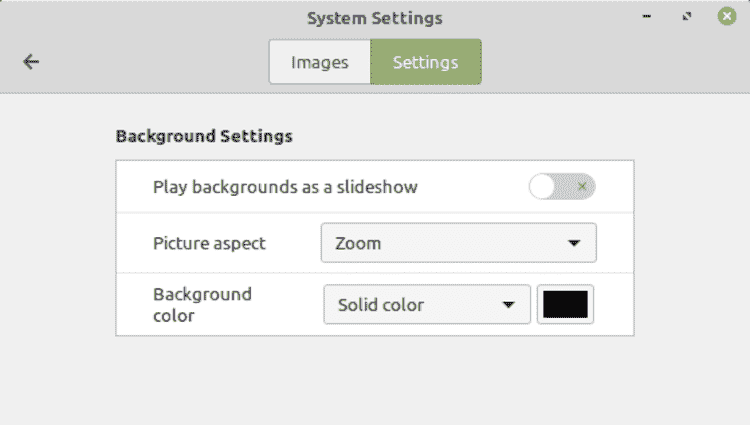 System Settings
Images
Settings
Background Settings
Play backgrounds as a slideshow
Picture aspect
Zoom
Background
color
Solid color